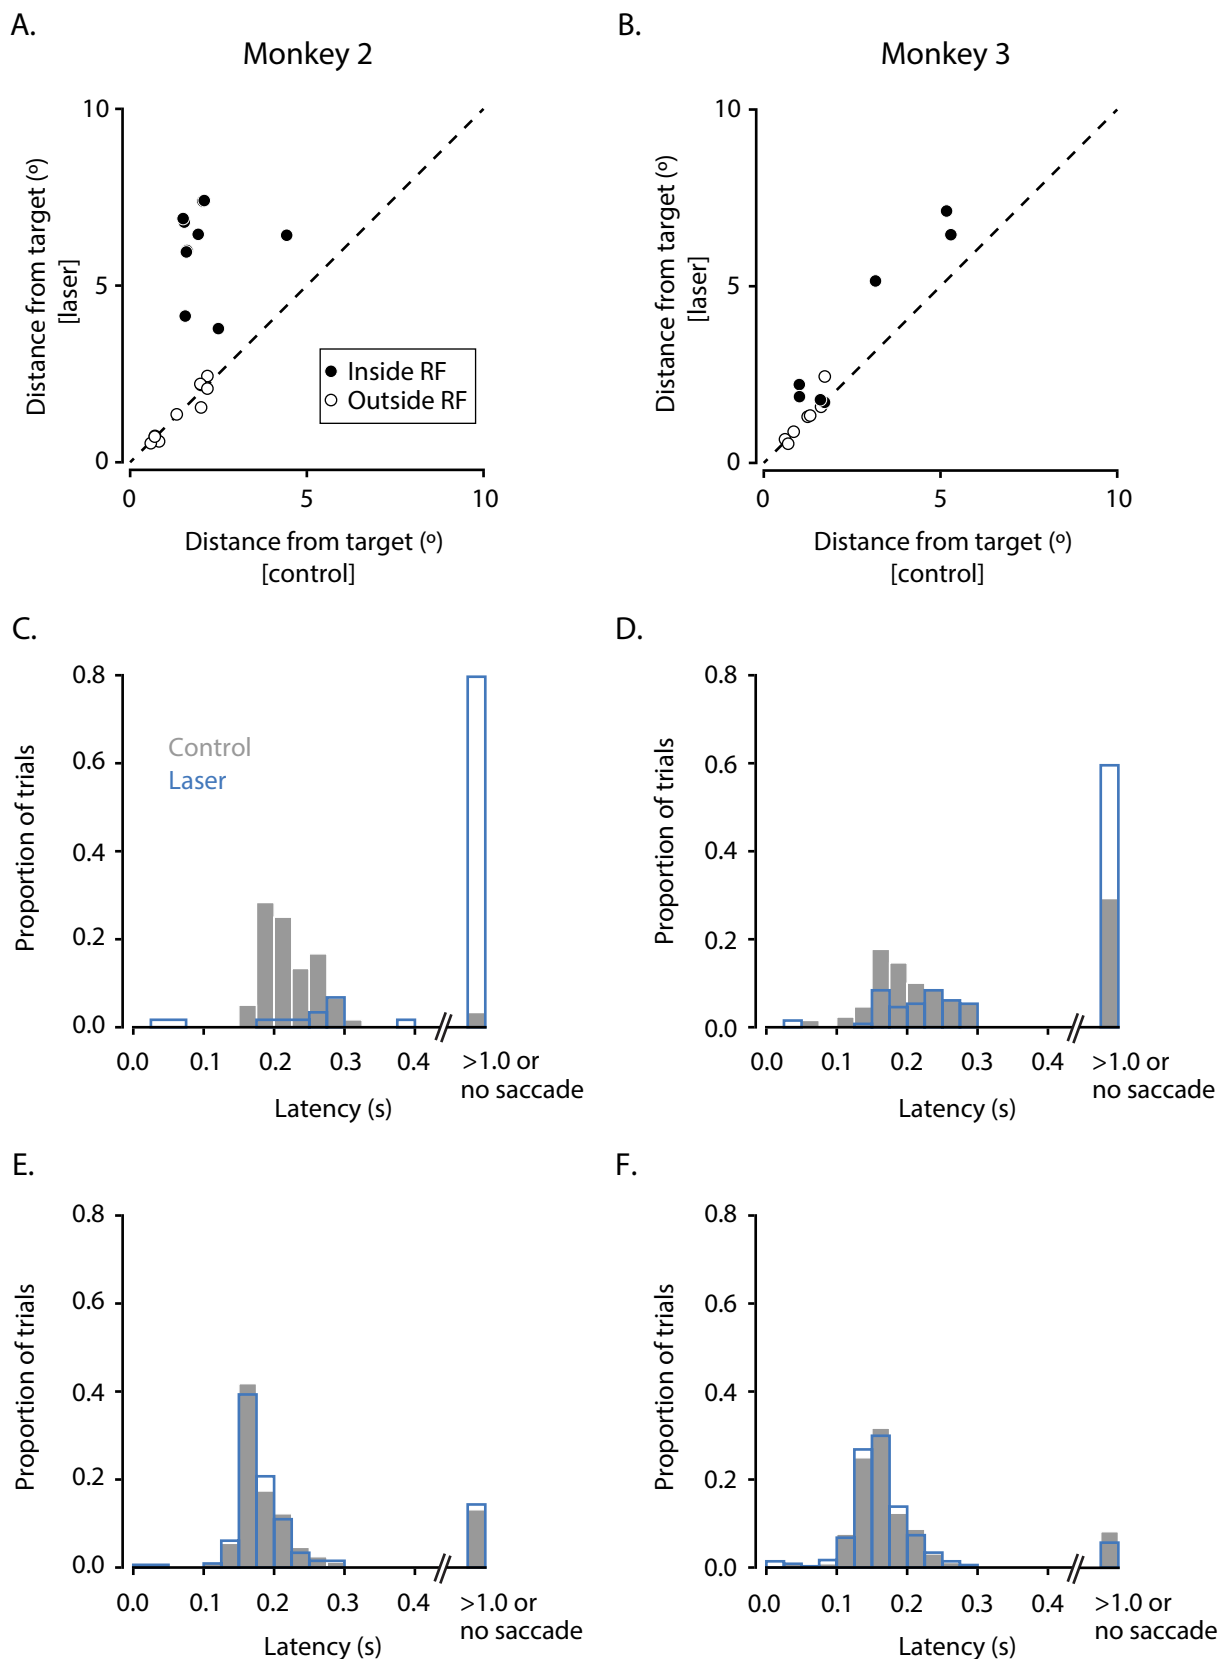 A.
Monkey 2
10
5
0
Distance from target (º)
[laser]
Inside RF
Outside RF
0
5
10
Distance from target (º)
[control]
B.
Monkey 3
10
5
0
Distance from target (º)
[laser]
0
5
10
Distance from target (º)
[control]
C.
0.8
0.6
0.4
0.2
0.0
Proportion of trials
Control
Laser
0.0 0.1 0.2 0.3 0.4 >1.0 or
no saccade
Latency (s)
D.
0.8
0.6
0.4
0.2
0.0
Proportion of trials
0.0 0.1 0.2 0.3 0.4 >1.0 or
no saccade
Latency (s)
E.
0.8
0.6
0.4
0.2
0.0
Proportion of trials
0.0 0.1 0.2 0.3 0.4 >1.0 or
no saccade
Latency (s)
F.
0.8
0.6
0.4
0.2
0.0
Proportion of trials
0.0 0.1 0.2 0.3 0.4 >1.0 or
no saccade
Latency (s)